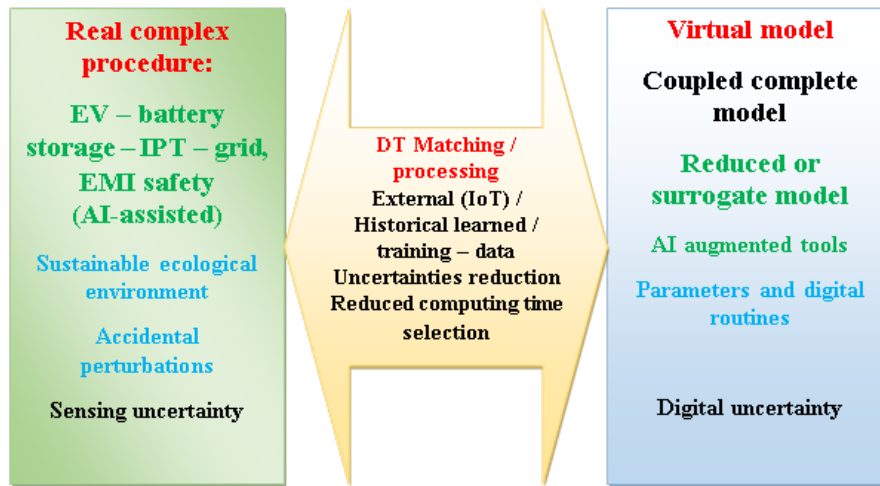 Real complex
procedure:
EV – battery
storage – IPT – grid,
EMI safety
(AI-assisted)
Sustainable ecological
environment
Accidental
perturbations
Sensing uncertainty
DT Matching /
processing
External (IoT) /
Historical learned /
training – data
Uncertainties reduction
Reduced computing time
selection
Virtual model
Coupled complete
model
Reduced or
surrogate model
AI augmented tools
Parameters and digital
routines
Digital uncertainty